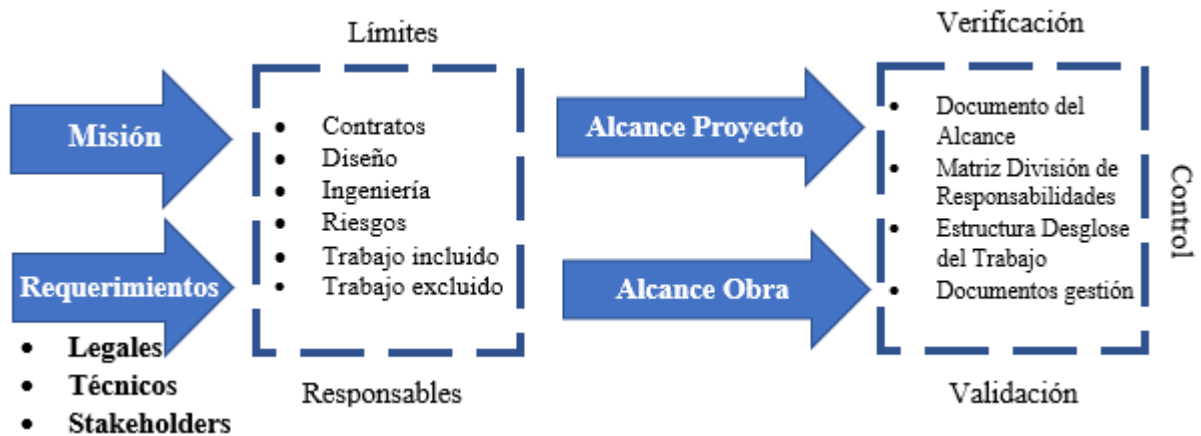 Misión
Requerimientos
• Legales
• Técnicos
• Stakeholders
Límites
• Contratos
• Diseño
• Ingeniería
• Riesgos
• Trabajo incluido
• Trabajo excluido
Responsables
Alcance Proyecto
Alcance Obra
Verificación
• Documento del
Alcance
• Matriz División de
Responsabilidades
• Estructura Desglose
del Trabajo
• Documentos gestión
Validación
Control